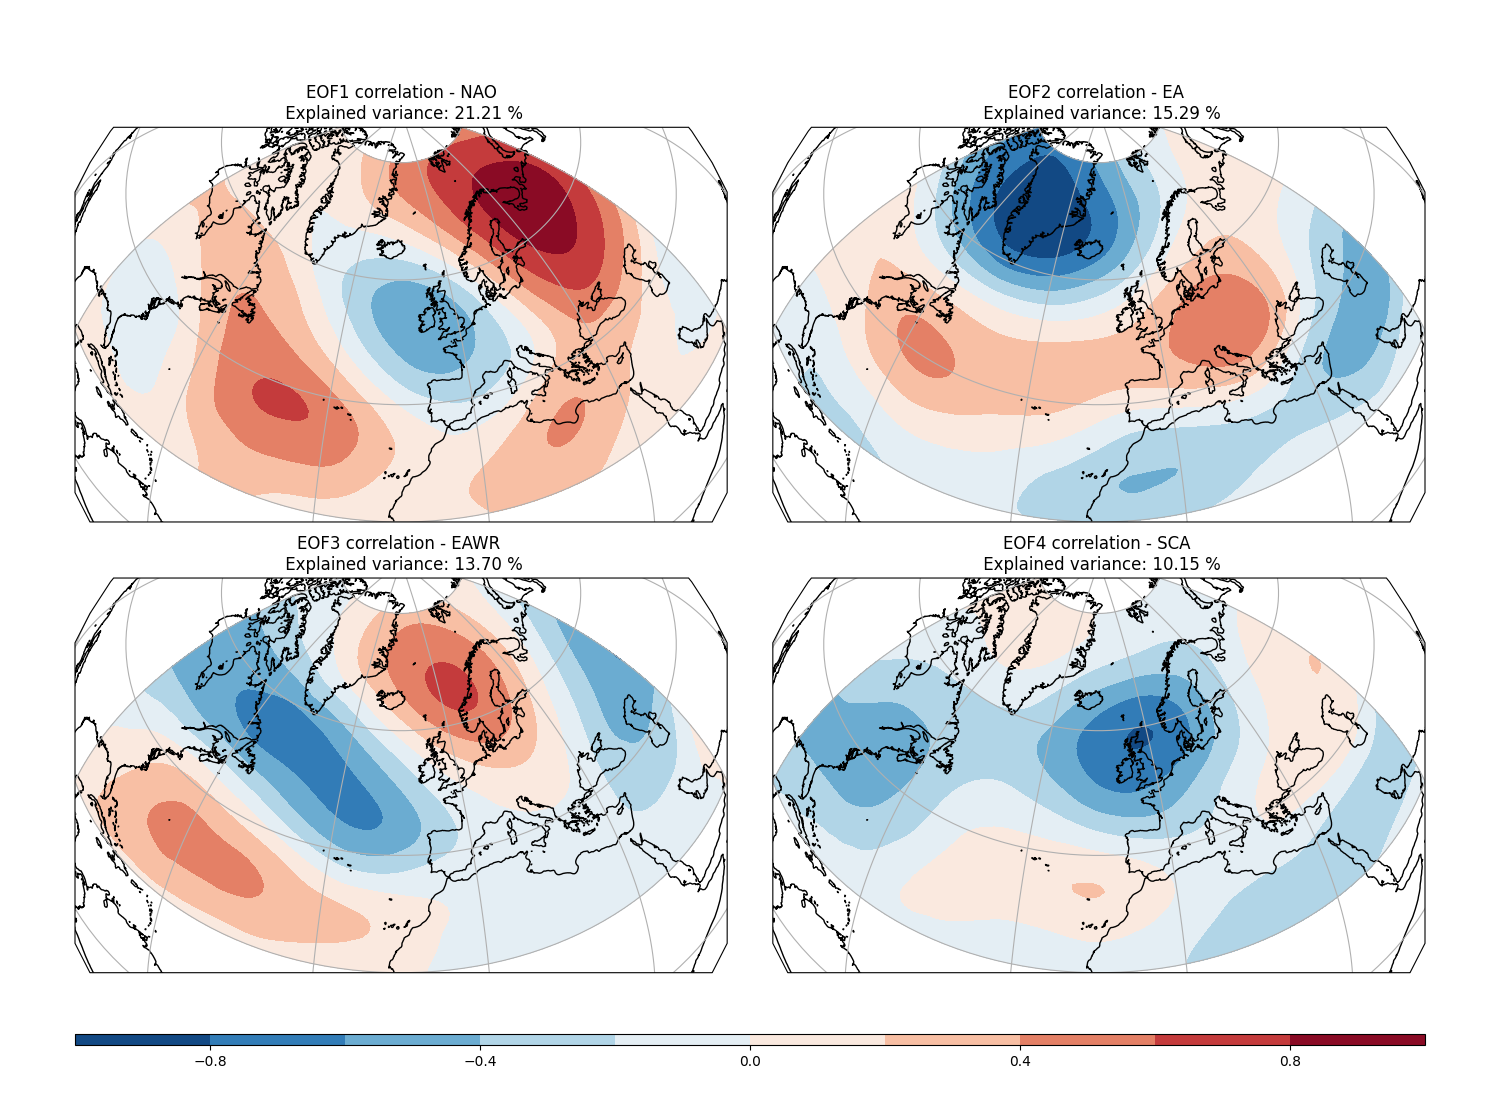 EOF1 correlation - NAO
Explained variance: 21.21 %
EOF2 correlation - EA
Explained variance: 15.29 %
EOF3 correlation - EAWR
Explained variance: 13.70 %
EOF4 correlation - SCA
Explained variance: 10.15 %
−0.8 −0.4 0.0 0.4 0.8